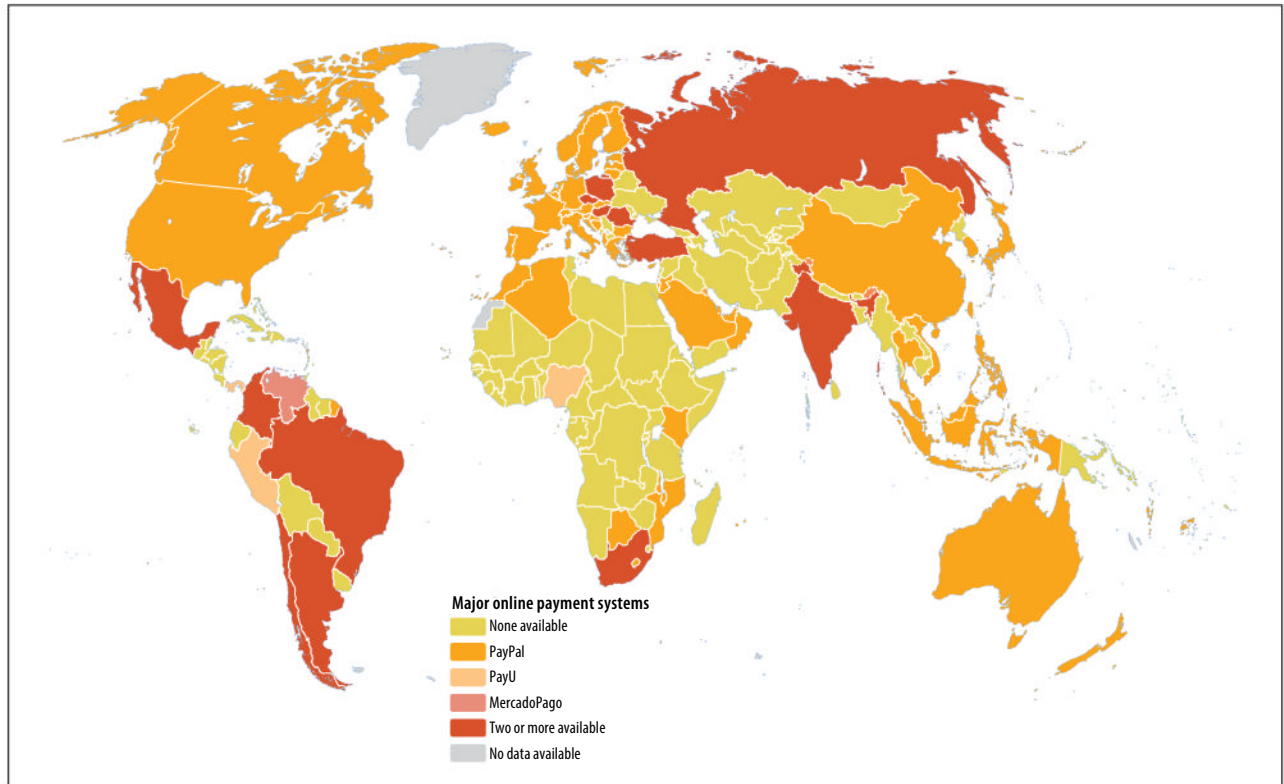 Major online payment systems
None available
PayPal
PayU
MercadoPago
Two or more available
No data available